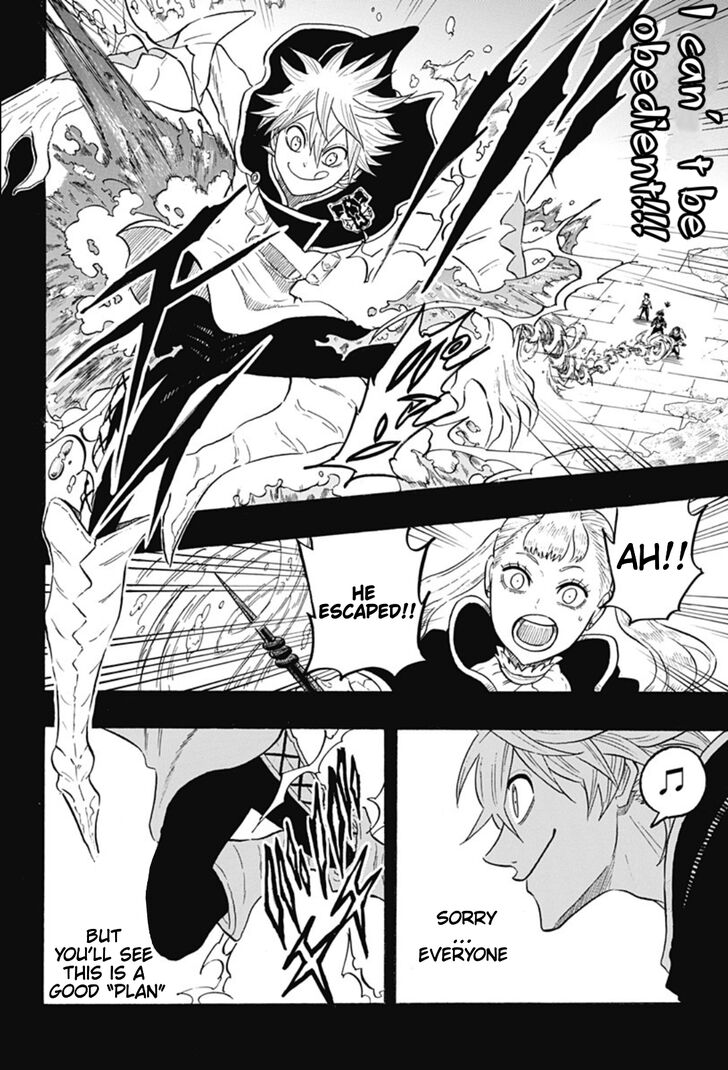 I can't be
obedient!!!!
AH!!
HE
ESCAPED!!
♫
SORRY
...
EVERYONE
BUT
YOU'LL SEE
THIS IS A
GOOD "PLAN"